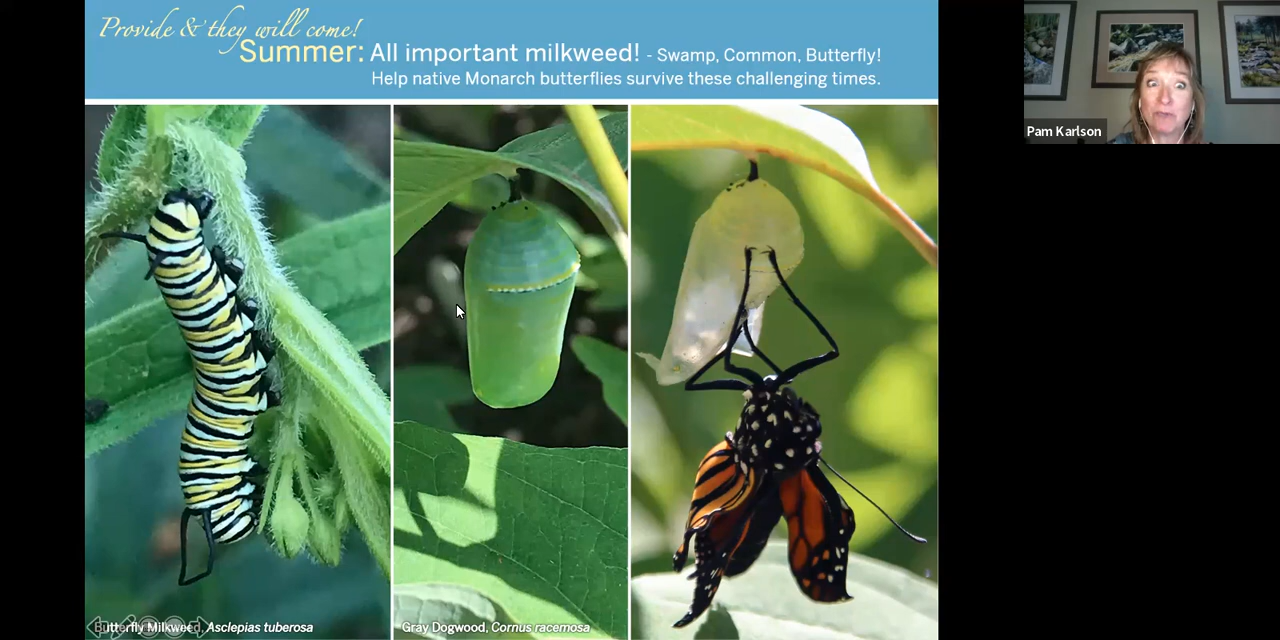 Provide & they will come!
Summer: All important milkweed! - Swamp, Common, Butterfly!
Help native Monarch butterflies survive these challenging times.
Pam Karlson
Butterfly Milkweed, Asclepias tuberosa
Gray Dogwood, Cornus racemosa